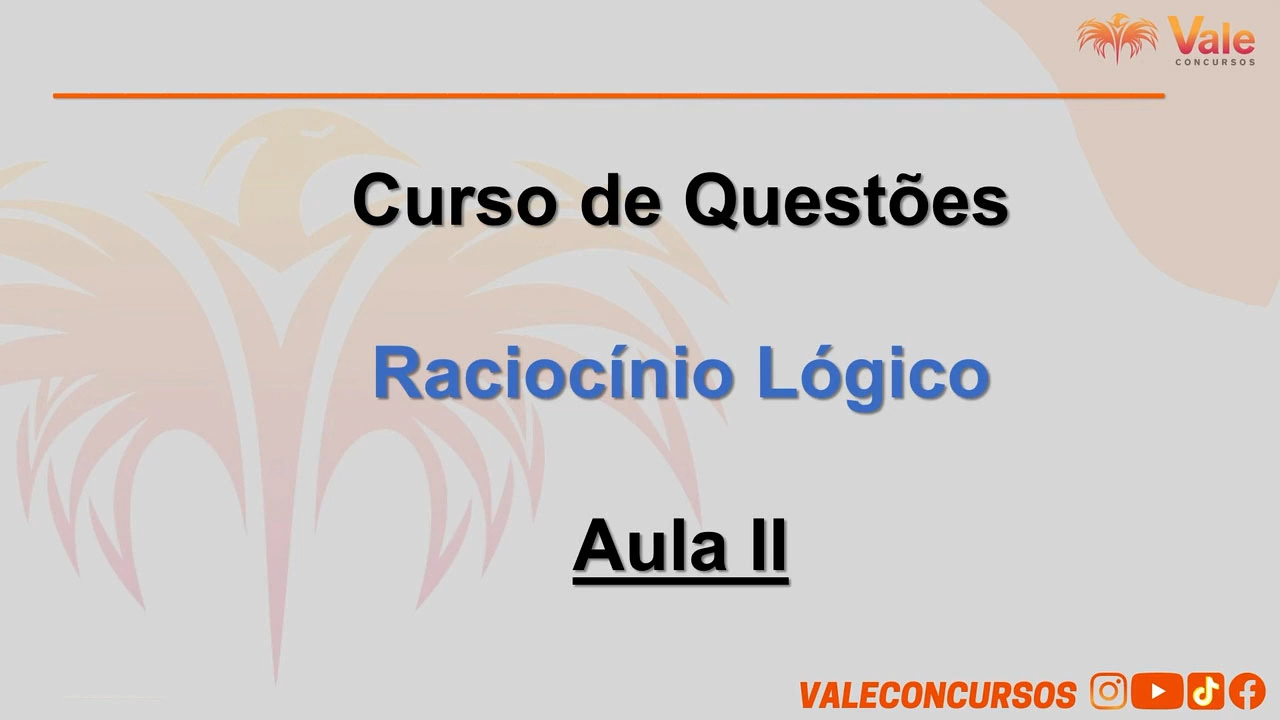 Vale
CONCURSOS
Curso de Questões
Raciocínio Lógico
Aula II
VALECONCURSOS